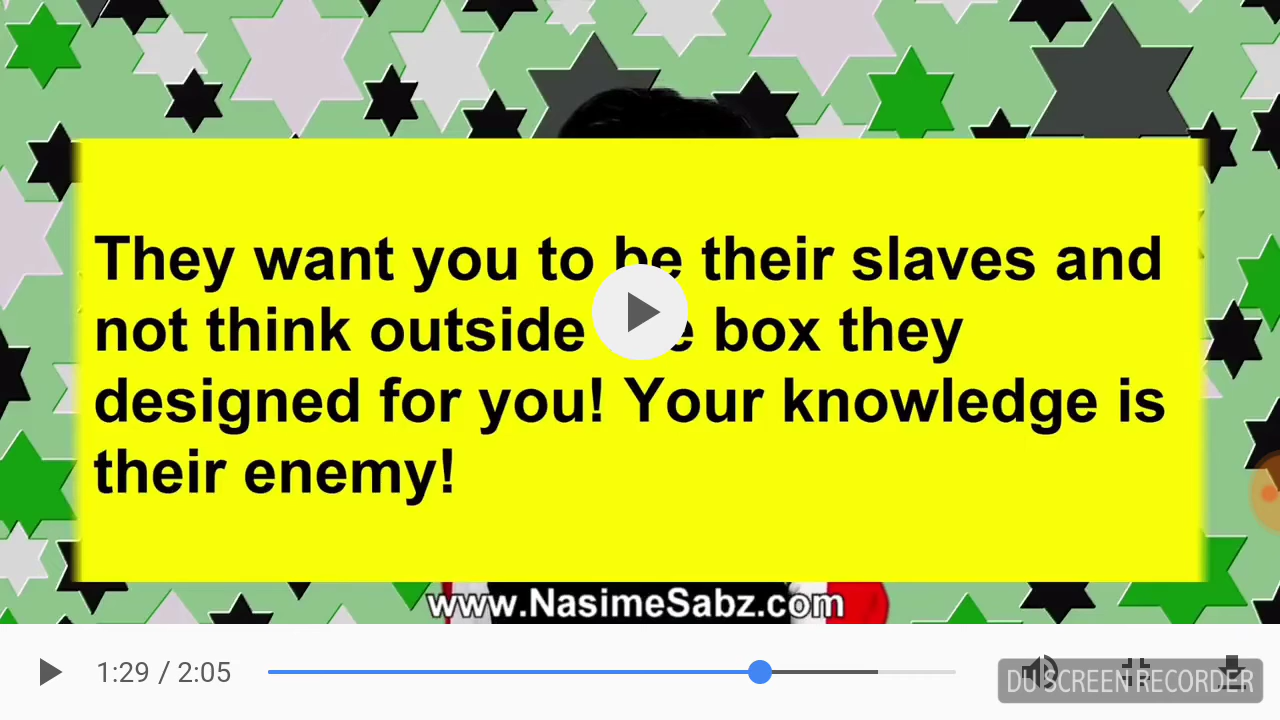 They want you to be their slaves and
not think outside box they
designed for you! Your knowledge is
their enemy!
www.NasimeSabz.com
1:29 / 2:05
DU SCREEN RECORDER